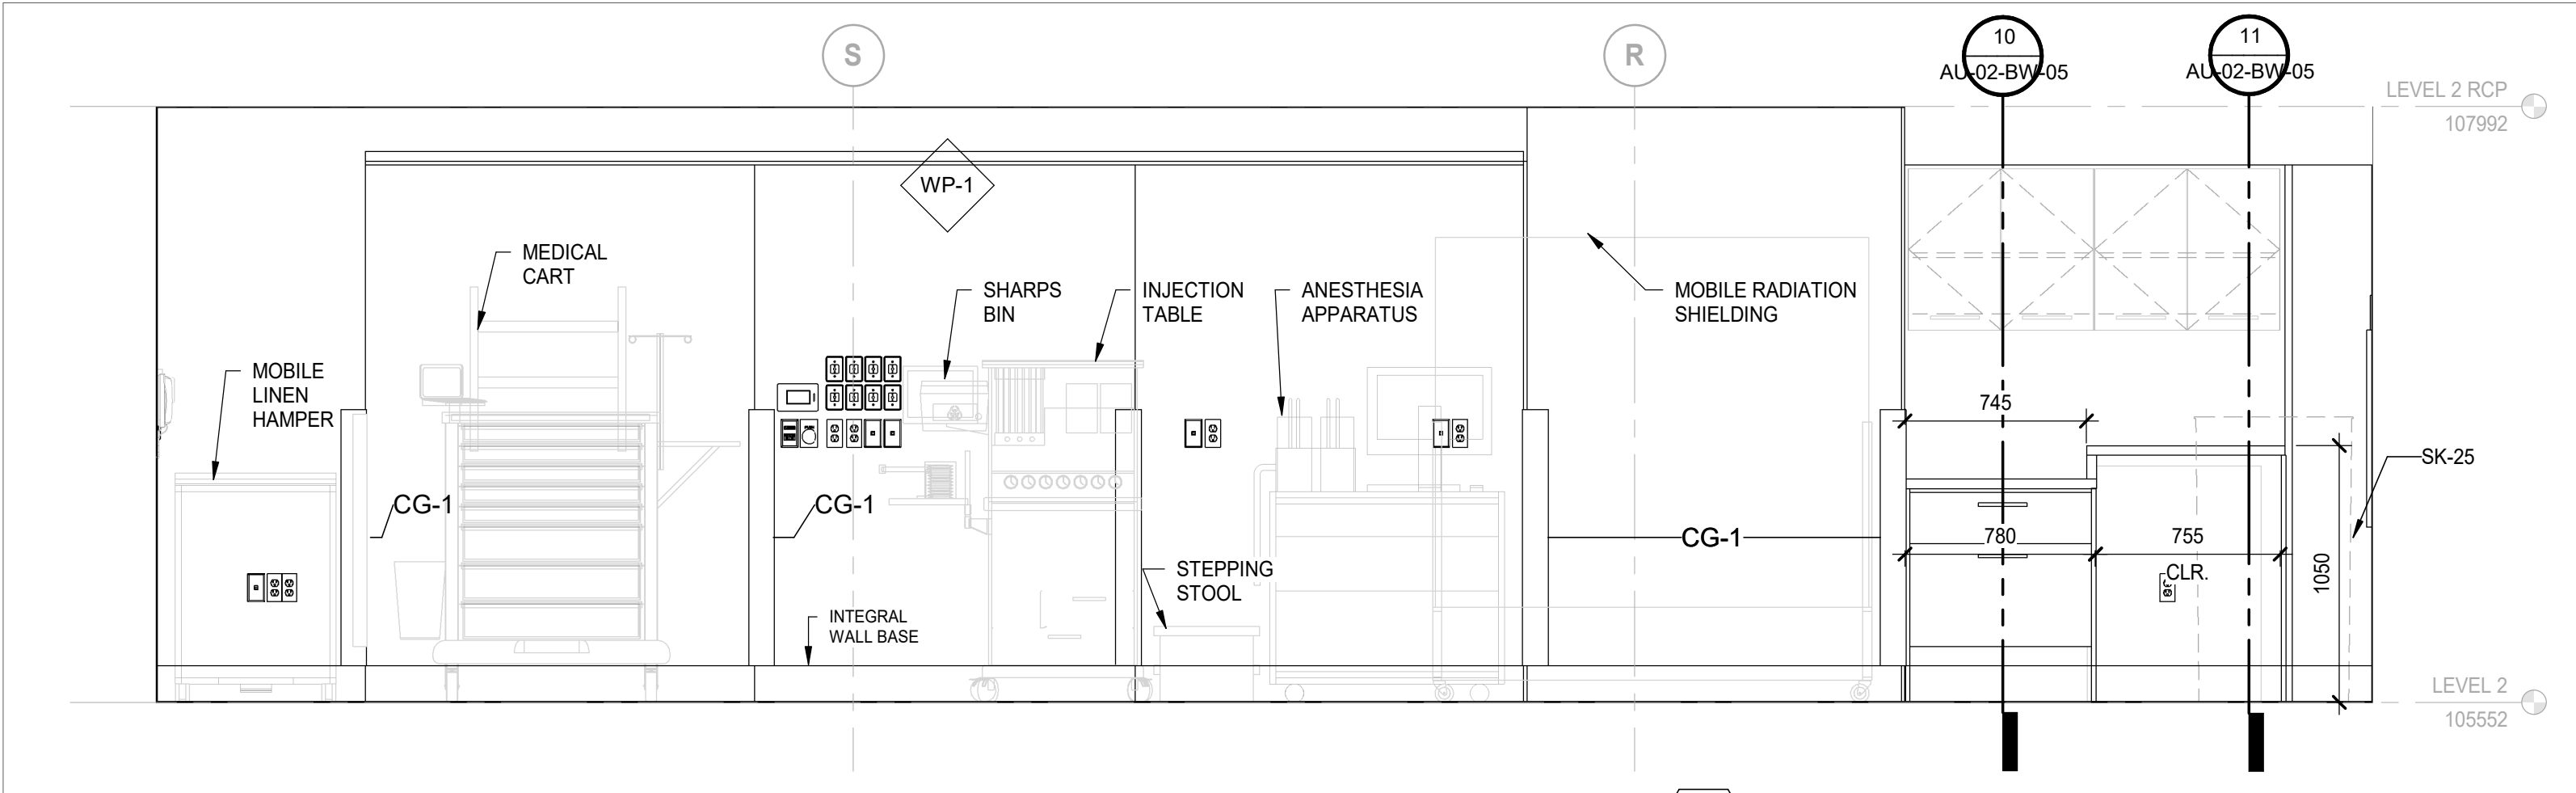 S
R
10
AU-02-BW-05
11
AU-02-BW-05
LEVEL 2 RCP
107992
WP-1
MEDICAL
CART
SHARPS
BIN
INJECTION
TABLE
ANESTHESIA
APPARATUS
MOBILE RADIATION
SHIELDING
MOBILE
LINEN
HAMPER
745
SK-25
CG-1
CG-1
CG-1
780
755
CLR.
1050
STEPPING
STOOL
INTEGRAL
WALL BASE
LEVEL 2
105552